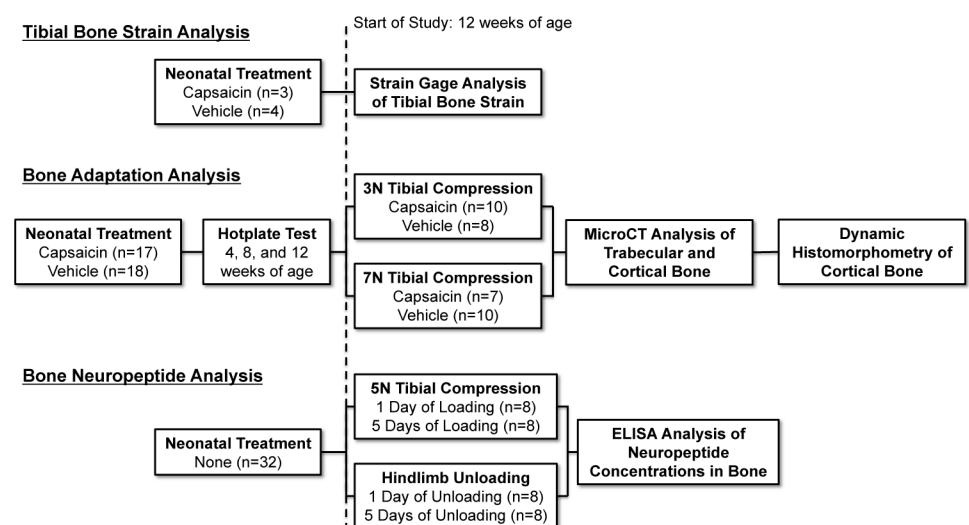 Start of Study: 12 weeks of age
Tibial Bone Strain Analysis
Neonatal Treatment
Capsaicin (n=3)
Vehicle (n=4)
Strain Gage Analysis
of Tibial Bone Strain
Bone Adaptation Analysis
Neonatal Treatment
Capsaicin (n=17)
Vehicle (n=18)
Hotplate Test
4, 8, and 12
weeks of age
3N Tibial Compression
Capsaicin (n=10)
Vehicle (n=8)
7N Tibial Compression
Capsaicin (n=7)
Vehicle (n=10)
MicroCT Analysis of
Trabecular and
Cortical Bone
Dynamic
Histomorphometry of
Cortical Bone
Bone Neuropeptide Analysis
Neonatal Treatment
None (n=32)
5N Tibial Compression
1 Day of Loading (n=8)
5 Days of Loading (n=8)
Hindlimb Unloading
1 Day of Unloading (n=8)
5 Days of Unloading (n=8)
ELISA Analysis of
Neuropeptide
Concentrations in Bone